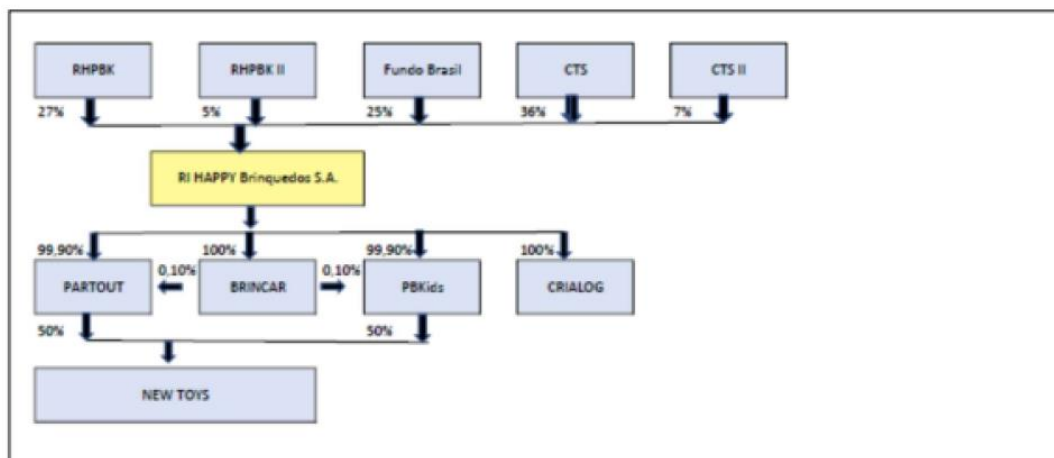 RHPBK RHPBK II Fundo Brasil CTS CTS II
27% 5% 25% 36% 7%
RI HAPPY Brinquedos S.A.
99,90% 100% 99,90% 100%
0,10% 0,10%
PARTOUT BRINCAR PBKids CRIALOG
50% 50%
NEW TOYS